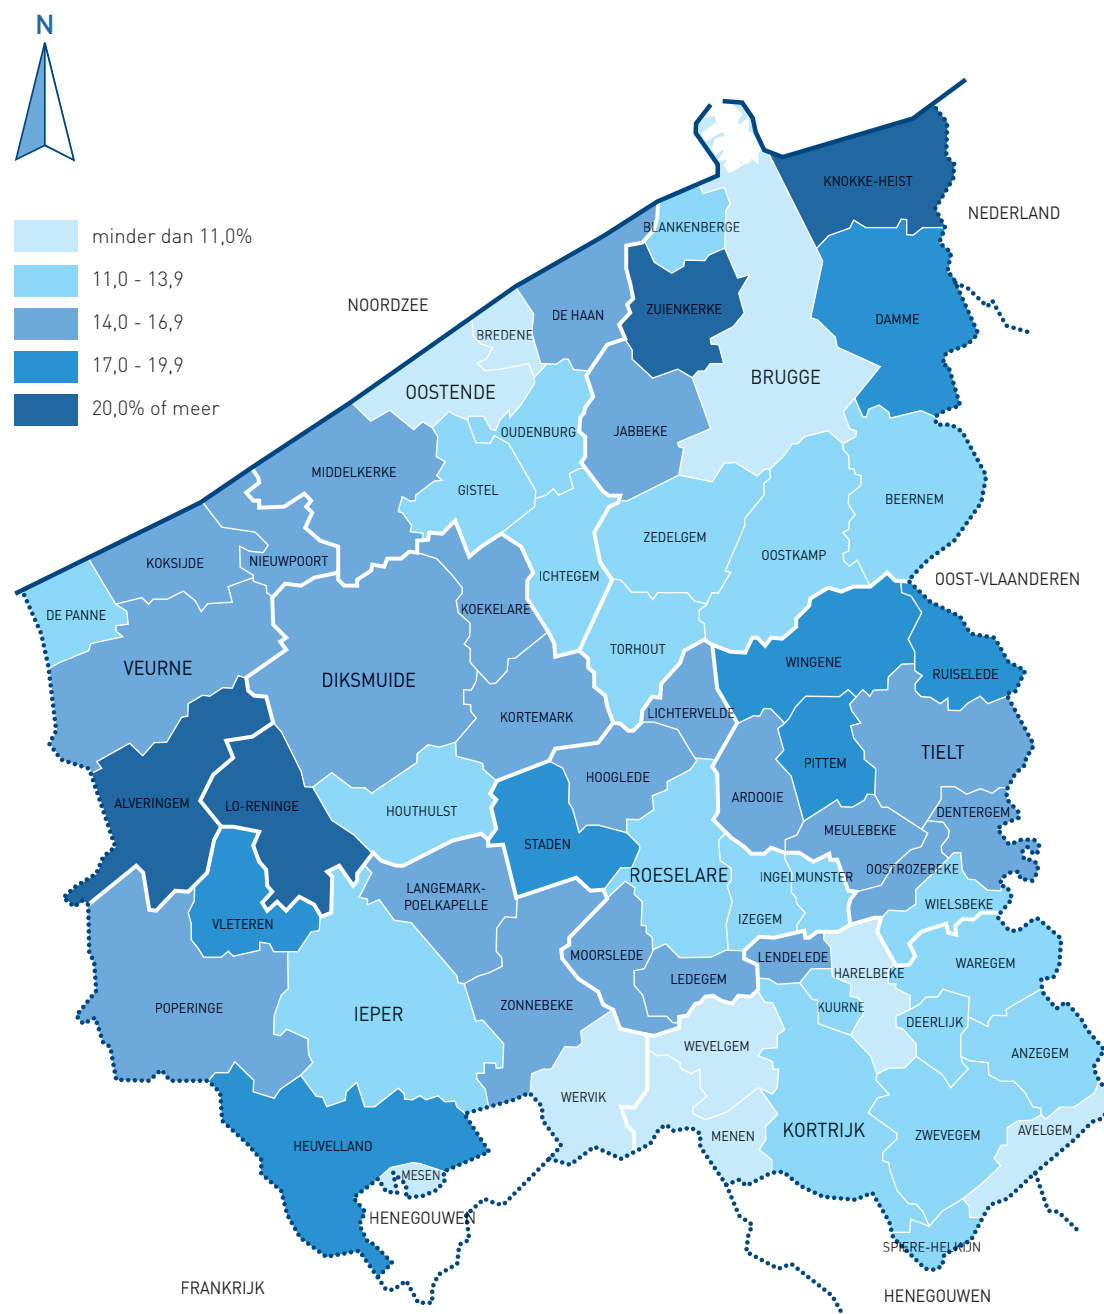 N
minder dan 11,0%
11,0 - 13,9
14,0 - 16,9
17,0 - 19,9
20,0% of meer
KNOKKE-HEIST
NEDERLAND
BLANKENBERGE
NOORDZEE
ZUIENKERKE
DE HAAN
DAMME
BREDENE
BRUGGE
OOSTENDE
OUDENBURG
JABBEKE
MIDDELKERKE
GISTEL
BEERNEM
ZEDELGEM
OOSTKAMP
KOKSIJDE
NIEUWPOORT
ICHTEGEM
OOST-VLAANDEREN
DE PANNE
KOEKELARE
TORHOUT
VEURNE
DIKSMUIDE
WINGENE
RUISELEDE
KORTEMARK
LICHTERVELDE
TIELT
PITTEM
HOOGLEDE
ARDOOIE
ALVERINGEM
LO-RENINGE
HOUTHULST
DENTERGEM
MEULEBEKE
STADEN
ROESELARE
INGELMUNSTER
OOSTROZEBEKE
LANGEMARK-
POELKAPELLE
WIELSBEKE
IZEGEM
VLETEREN
MOORSLEDE
LENDELEDE
WAREGEM
HARELBEKE
LEDEGEM
POPERINGE
IEPER
ZONNEBEKE
KUURNE
DEERLIJK
WEVELGEM
ANZEGEM
WERVIK
MENEN
KORTRIJK
ZWEVEGEM
AVELGEM
HEUVELLAND
MESEN
HENEGOUWEN
SPIERE-HELKIJN
FRANKRIJK
HENEGOUWEN